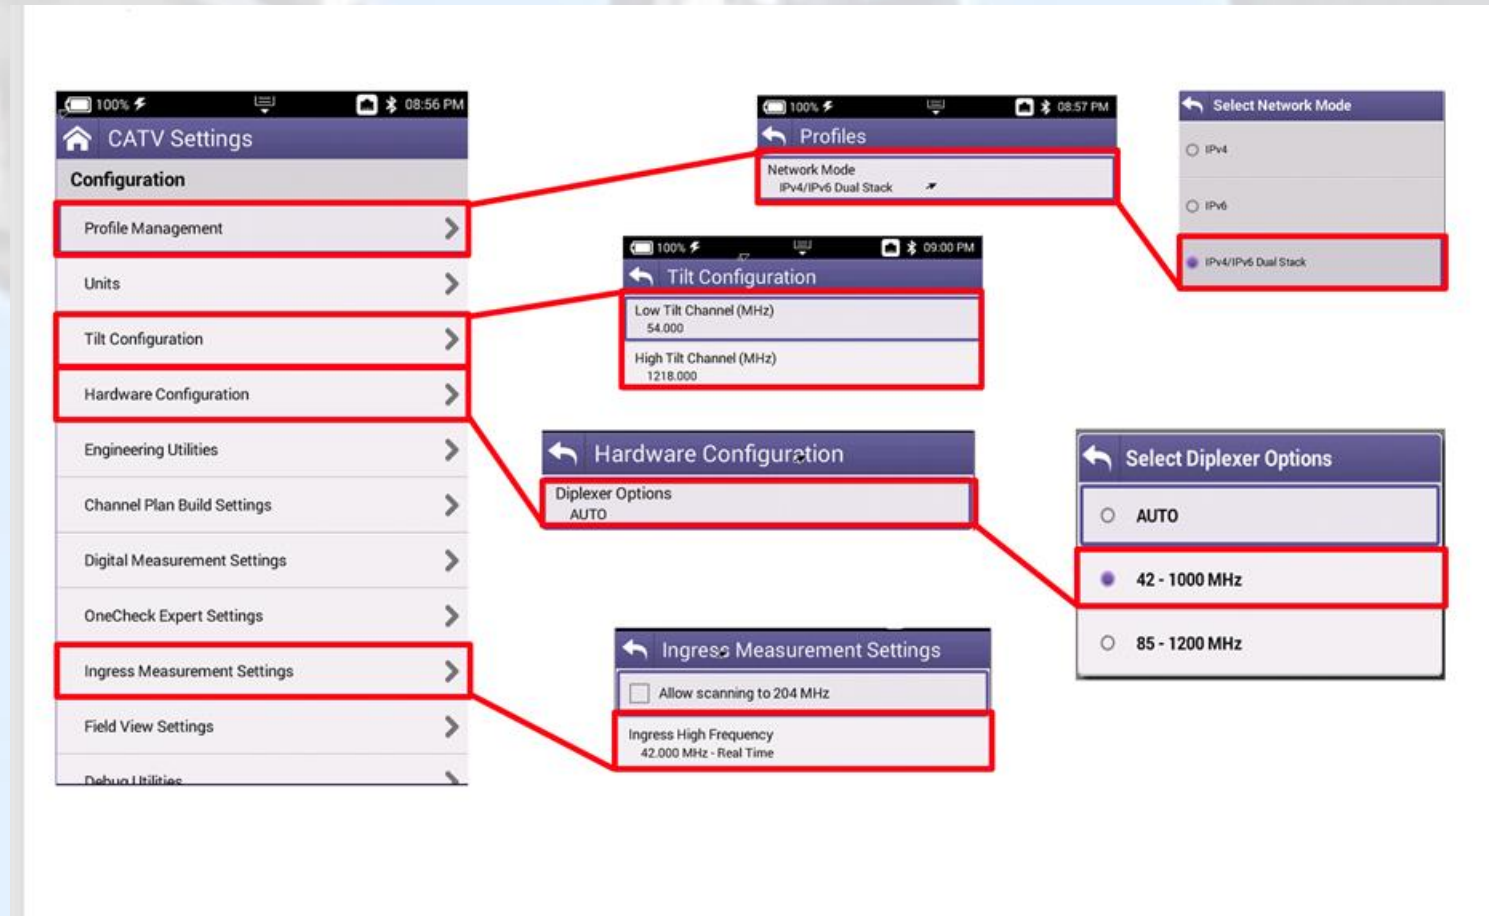 100%
08:56 PM
CATV Settings
Configuration
Profile Management
Units
Tilt Configuration
Hardware Configuration
Engineering Utilities
Channel Plan Build Settings
Digital Measurement Settings
OneCheck Expert Settings
Ingress Measurement Settings
Field View Settings
Debug Utilities
100%
08:57 PM
Profiles
Network Mode
IPv4/IPv6 Dual Stack
Select Network Mode
IPv4
IPv6
IPv4/IPv6 Dual Stack
100%
09:00 PM
Tilt Configuration
Low Tilt Channel (MHz)
54.000
High Tilt Channel (MHz)
1218.000
Hardware Configuration
Diplexer Options
AUTO
Select Diplexer Options
AUTO
42 - 1000 MHz
85 - 1200 MHz
Ingress Measurement Settings
Allow scanning to 204 MHz
Ingress High Frequency
42.000 MHz - Real Time